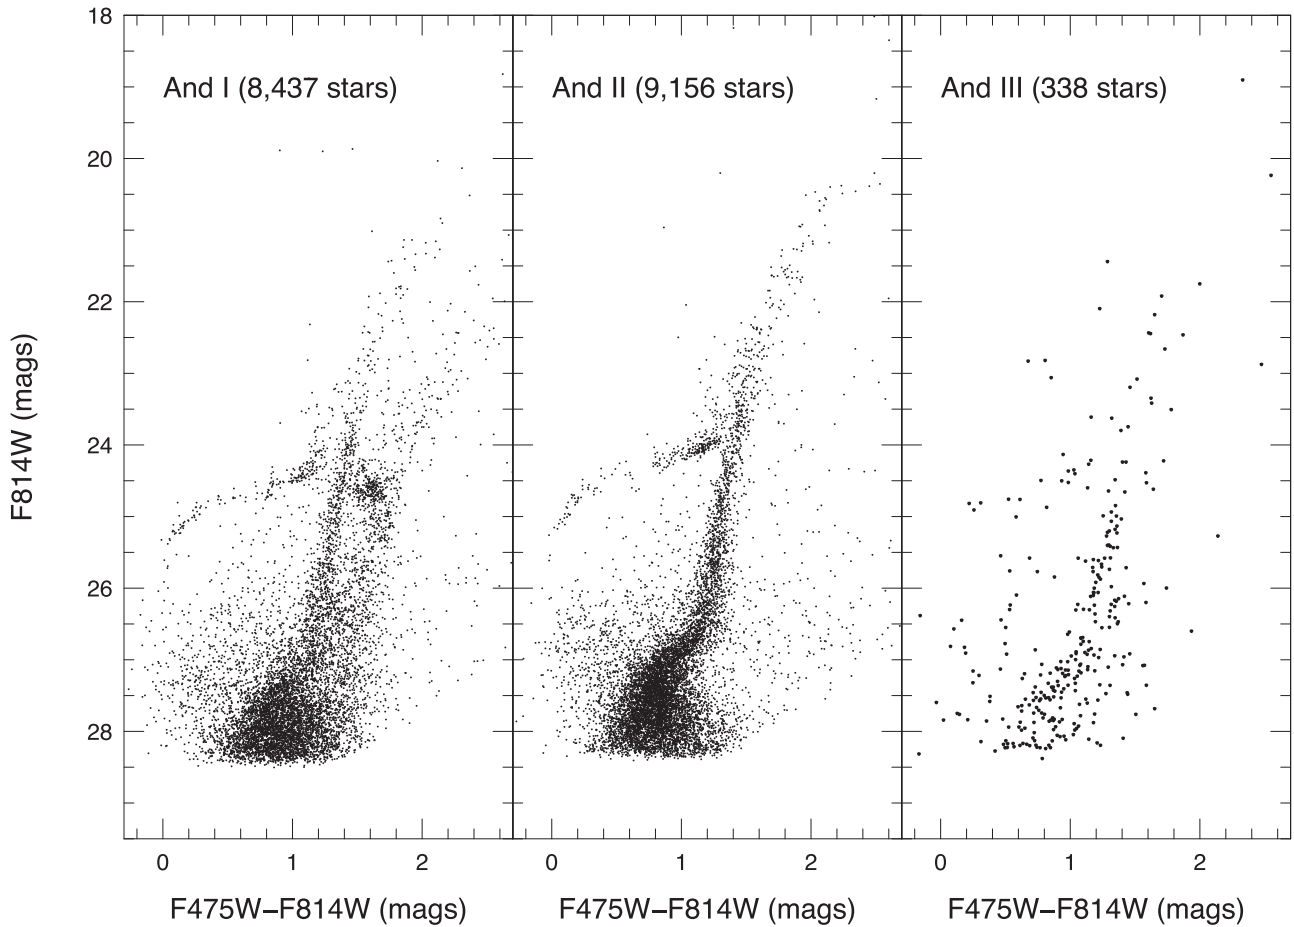 And I (8,437 stars)
And II (9,156 stars)
And III (338 stars)
18
20
22
24
26
28
F814W (mags)
0 1 2
0 1 2
0 1 2
F475W−F814W (mags)
F475W−F814W (mags)
F475W−F814W (mags)